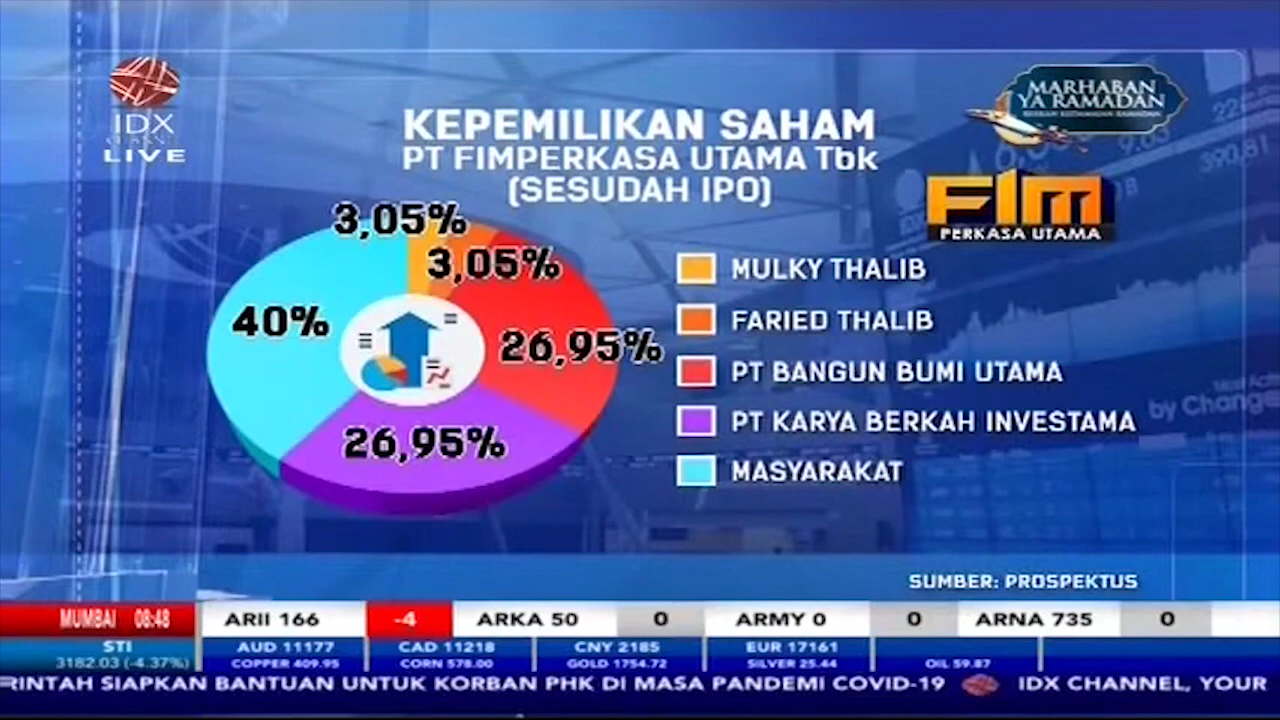 IDX
CHANNEL
LIVE
MARHABAN
YA RAMADAN
KEPEMILIKAN SAHAM
PT FIMPERKASA UTAMA Tbk
(SESUDAH IPO)
FIM
PERKASA UTAMA
3,05%
3,05%
40%
26,95%
26,95%
MULKY THALIB
FARIED THALIB
PT BANGUN BUMI UTAMA
PT KARYA BERKAH INVESTAMA
MASYARAKAT
390,81
by Change
SUMBER: PROSPEKTUS
MUMBAI 08:48 ARII 166 -4 ARKA 50 0 ARMY 0 0 ARNA 735 0
STI AUD 11177 CAD 11218 CNY 2185 EUR 17161
3182.03 (-4.37%) COPPER 409.95 CORN 578.00 GOLD 1754.72 SILVER 25.44 OIL 59.87
RINTAH SIAPKAN BANTUAN UNTUK KORBAN PHK DI MASA PANDEMI COVID-19 IDX CHANNEL, YOUR